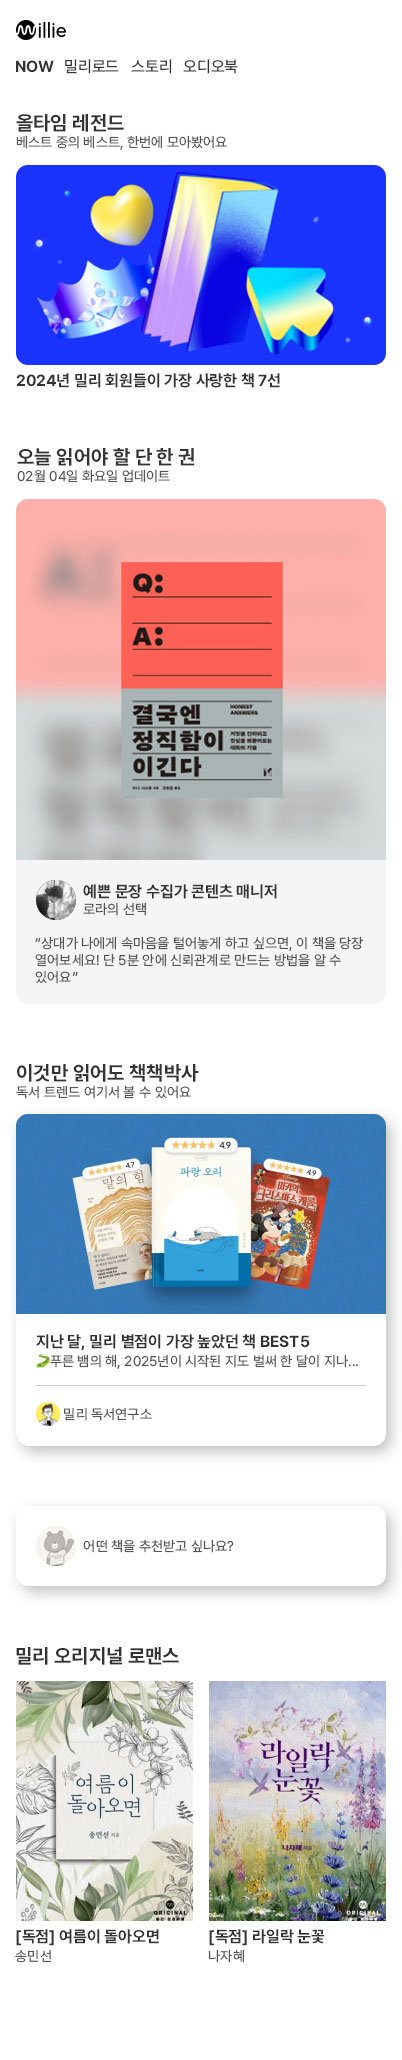 millie
NOW 밀리로드 스토리 오디오북
올타임 레전드
베스트 중의 베스트, 한번에 모아봤어요
2024년 밀리 회원들이 가장 사랑한 책 7선
오늘 읽어야 할 단 한 권
02월 04일 화요일 업데이트
Q:
A:
결국엔
정직함이
이긴다
HONEST
ANSWERS
거짓을 간파하고
진심을 꿰뚫어보는
대화의 기술
예쁜 문장 수집가 콘텐츠 매니저
로라의 선택
“상대가 나에게 속마음을 털어놓게 하고 싶으면, 이 책을 당장
열어보세요! 단 5분 안에 신뢰관계로 만드는 방법을 알 수
있어요”
이것만 읽어도 책책박사
독서 트렌드 여기서 볼 수 있어요
4.7
말의 힘
4.9
파랑 오리
4.9
미키의
크리스마스 캐롤
지난 달, 밀리 별점이 가장 높았던 책 BEST5
푸른 뱀의 해, 2025년이 시작된 지도 벌써 한 달이 지나...
밀리 독서연구소
어떤 책을 추천받고 싶나요?
밀리 오리지널 로맨스
여름이
돌아오면
송민선 지음
ORIGINAL
라일락
눈꽃
나자혜 지음
ORIGINAL
[독점] 여름이 돌아오면
송민선
[독점] 라일락 눈꽃
나자혜